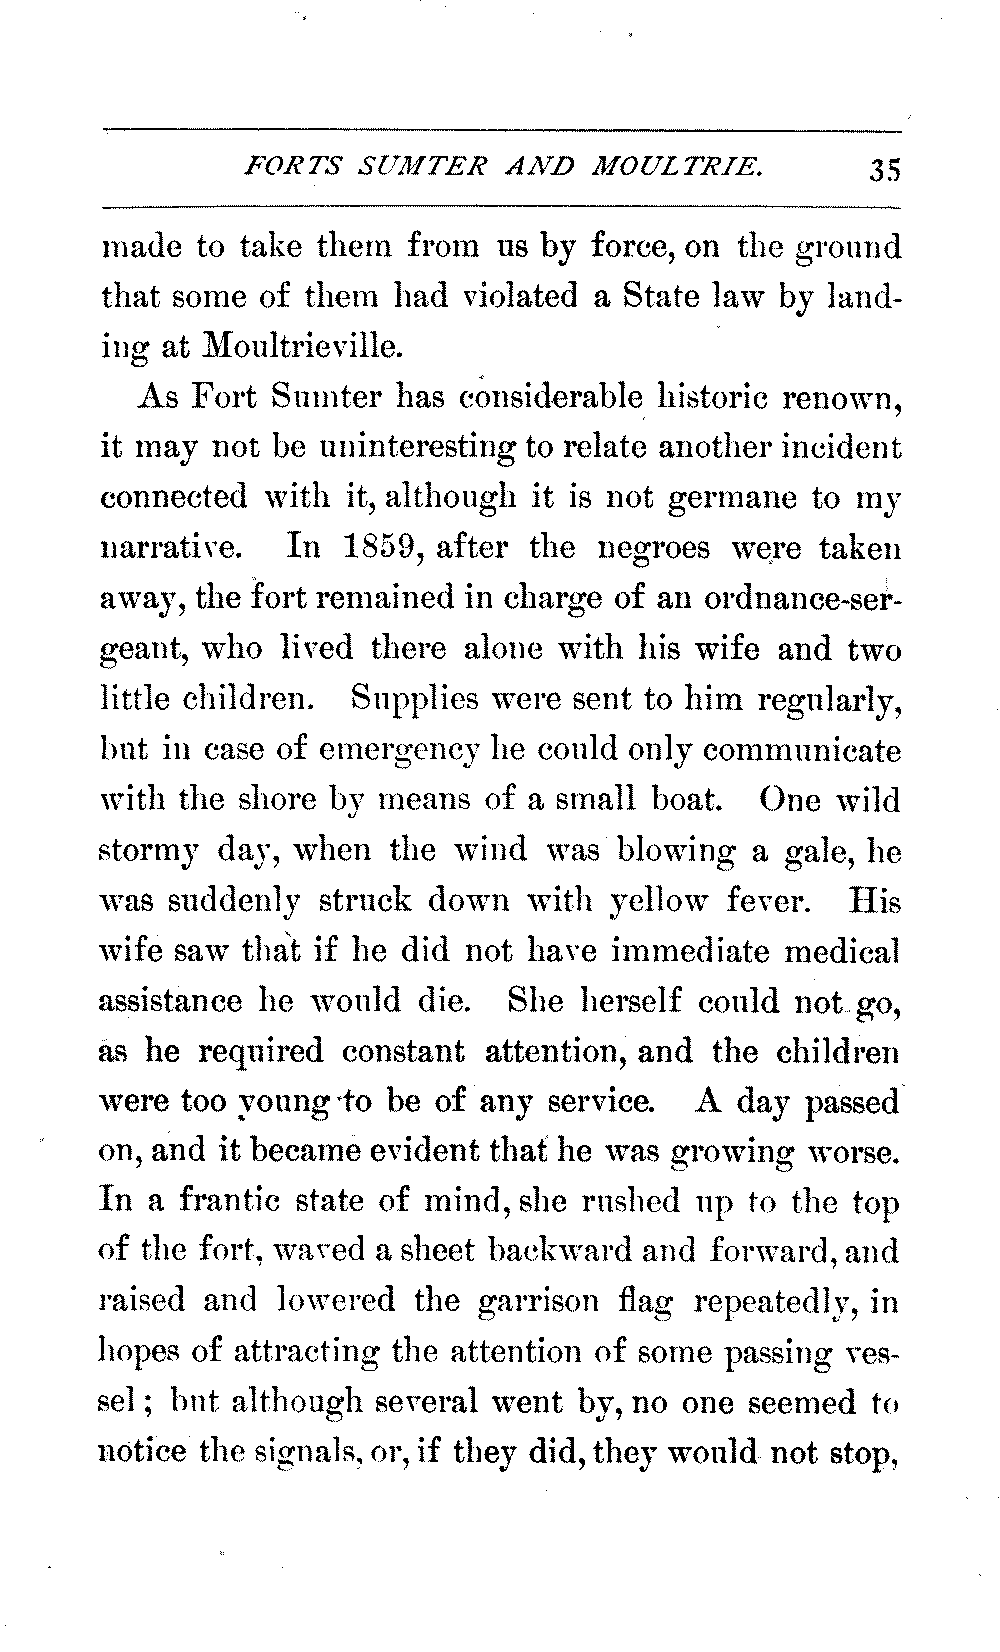 FORTS SUMTER AND MOULTRIE. 35
made to take them from us by force, on the ground
that some of them had violated a State law by land-
ing at Moultrieville.
As Fort Sumter has considerable historic renown,
it may not be uninteresting to relate another incident
connected with it, although it is not germane to my
narrative. In 1859, after the negroes were taken
away, the fort remained in charge of an ordnance-ser-
geant, who lived there alone with his wife and two
little children. Supplies were sent to him regularly,
but in case of emergency he could only communicate
with the shore by means of a small boat. One wild
stormy day, when the wind was blowing a gale, he
was suddenly struck down with yellow fever. His
wife saw that if he did not have immediate medical
assistance he would die. She herself could not go,
as he required constant attention, and the children
were too young to be of any service. A day passed
on, and it became evident that he was growing worse.
In a frantic state of mind, she rushed up to the top
of the fort, waved a sheet backward and forward, and
raised and lowered the garrison flag repeatedly, in
hopes of attracting the attention of some passing ves-
sel; but although several went by, no one seemed to
notice the signals, or, if they did, they would not stop,